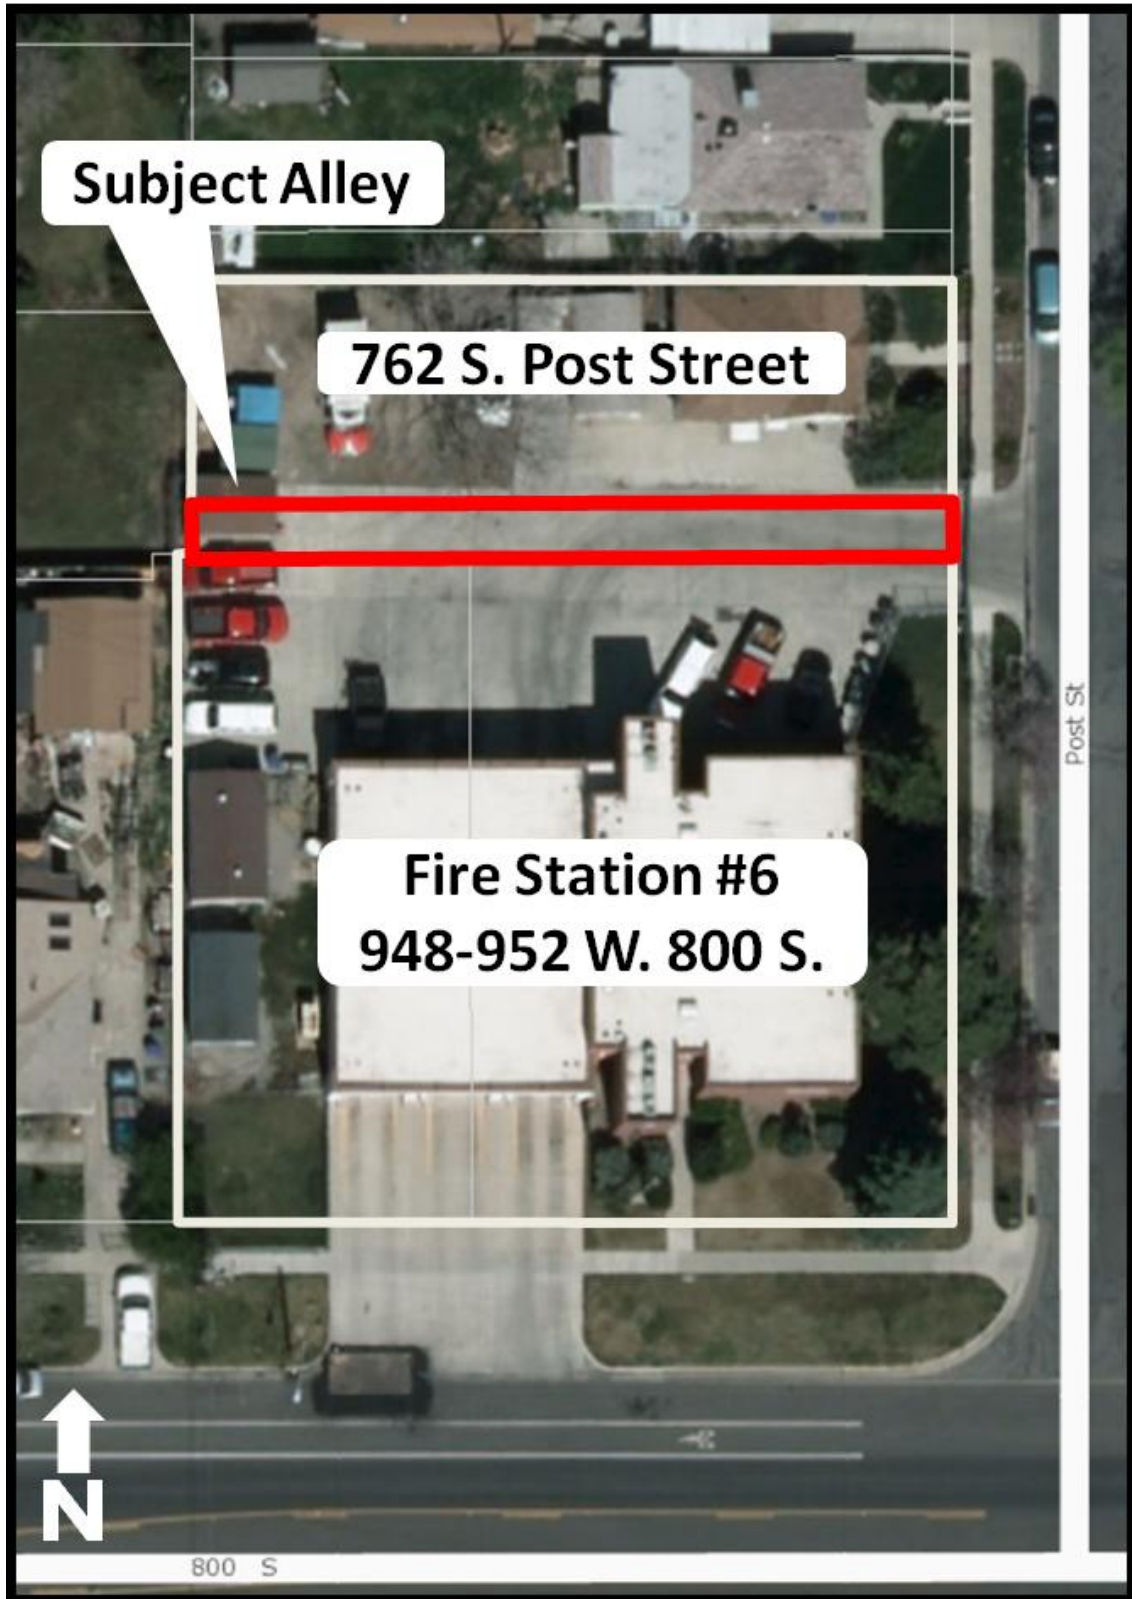 Subject Alley
762 S. Post Street
Post St
Fire Station #6
948-952 W. 800 S.
N
800 S